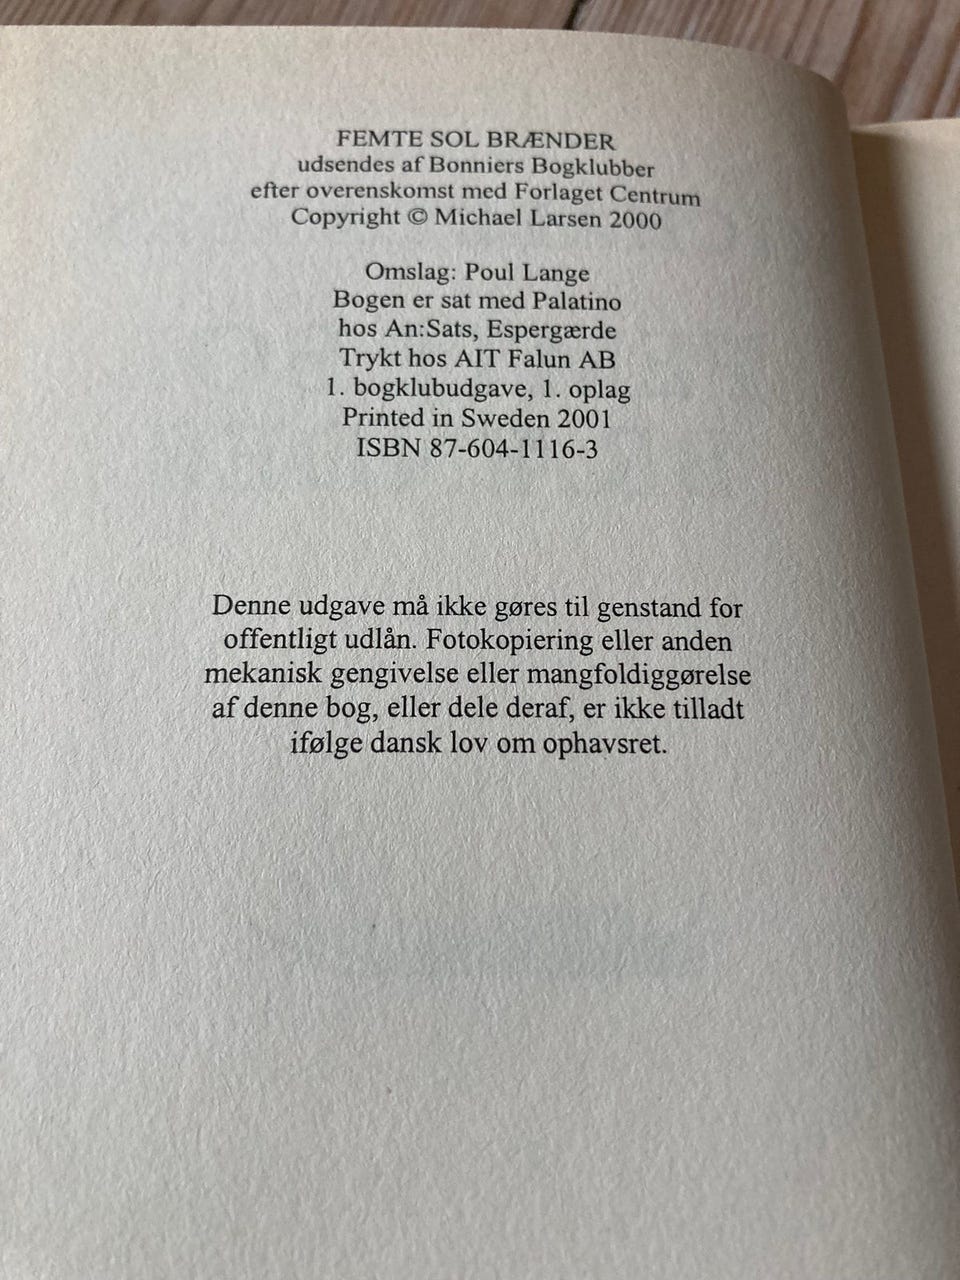 FEMTE SOL BRÆNDER
udsendes af Bonniers Bogklubber
efter overenskomst med Forlaget Centrum
Copyright © Michael Larsen 2000
Omslag: Poul Lange
Bogen er sat med Palatino
hos An:Sats, Espergærde
Trykt hos AIT Falun AB
1. bogklubudgave, 1. oplag
Printed in Sweden 2001
ISBN 87-604-1116-3
Denne udgave må ikke gøres til genstand for
offentligt udlån. Fotokopiering eller anden
mekanisk gengivelse eller mangfoldiggørelse
af denne bog, eller dele deraf, er ikke tilladt
ifølge dansk lov om ophavsret.